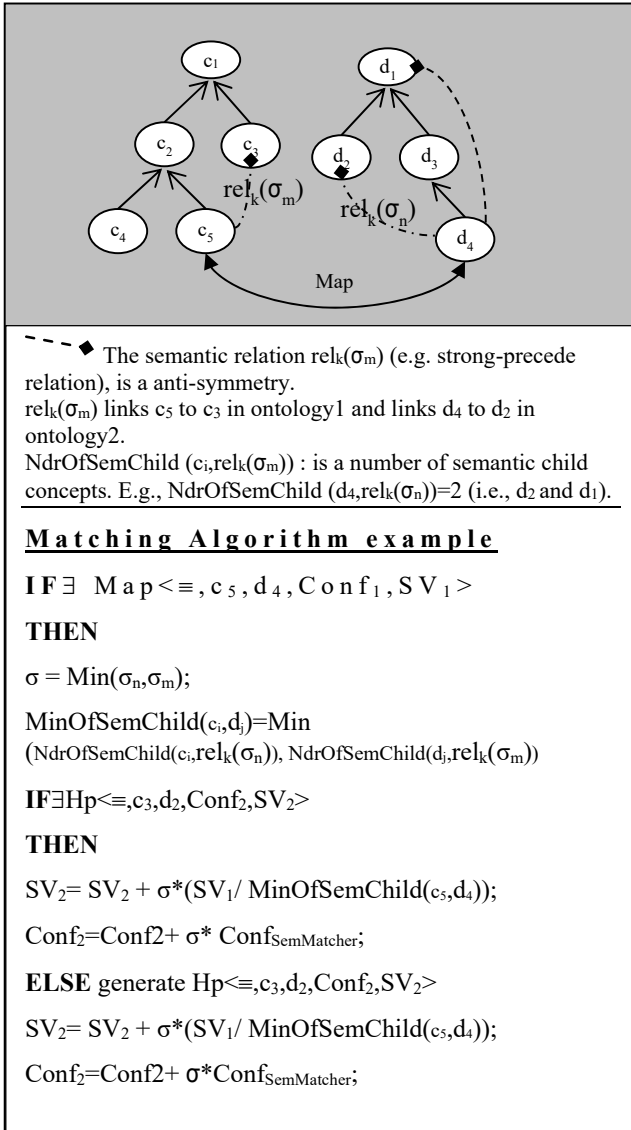 c₁ d₁
c₂ c₃ d₂ d₃
relₖ(σₘ) relₖ(σₙ)
c₄ c₅ d₄
Map
The semantic relation relₖ(σₘ) (e.g. strong-precede
relation), is a anti-symmetry.
relₖ(σₘ) links c₅ to c₃ in ontology1 and links d₄ to d₂ in
ontology2.
NdrOfSemChild (cᵢ,relₖ(σₘ)) : is a number of semantic child
concepts. E.g., NdrOfSemChild (d₄,relₖ(σₙ))=2 (i.e., d₂ and d₁).
Matching Algorithm example
IF∃ Map<≡,c₅,d₄,Conf₁,SV₁>
THEN
σ = Min(σₙ,σₘ);
MinOfSemChild(cᵢ,dⱼ)=Min
(NdrOfSemChild(cᵢ,relₖ(σₙ)), NdrOfSemChild(dⱼ,relₖ(σₘ))
IF∃Hp<≡,c₃,d₂,Conf₂,SV₂>
THEN
SV₂= SV₂ + σ*(SV₁/ MinOfSemChild(c₅,d₄));
Conf₂=Conf2+ σ* Conf_SemMatcher;
ELSE generate Hp<≡,c₃,d₂,Conf₂,SV₂>
SV₂= SV₂ + σ*(SV₁/ MinOfSemChild(c₅,d₄));
Conf₂=Conf2+ σ*Conf_SemMatcher;